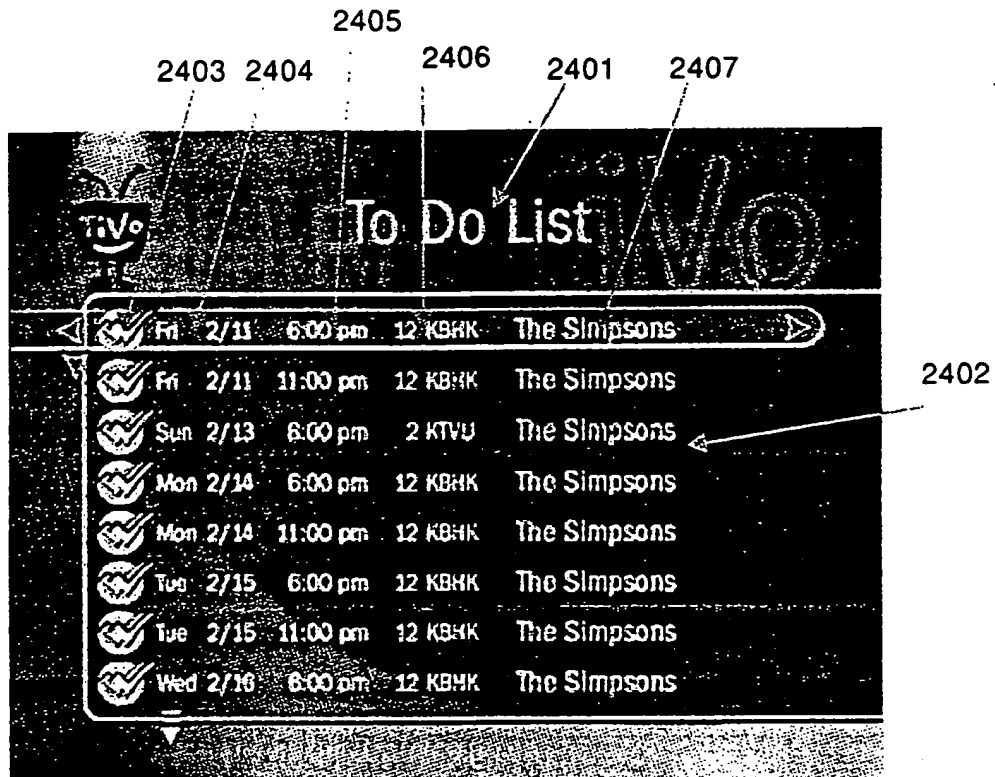 2405
2403 2404 2406 2401 2407
TiVo
To Do List
Fri 2/11 6:00 pm 12 KBHK The Simpsons
Fri 2/11 11:00 pm 12 KBHK The Simpsons
2402
Sun 2/13 6:00 pm 2 KTVU The Simpsons
Mon 2/14 6:00 pm 12 KBHK The Simpsons
Mon 2/14 11:00 pm 12 KBHK The Simpsons
Tue 2/15 6:00 pm 12 KBHK The Simpsons
Tue 2/15 11:00 pm 12 KBHK The Simpsons
Wed 2/16 6:00 pm 12 KBHK The Simpsons